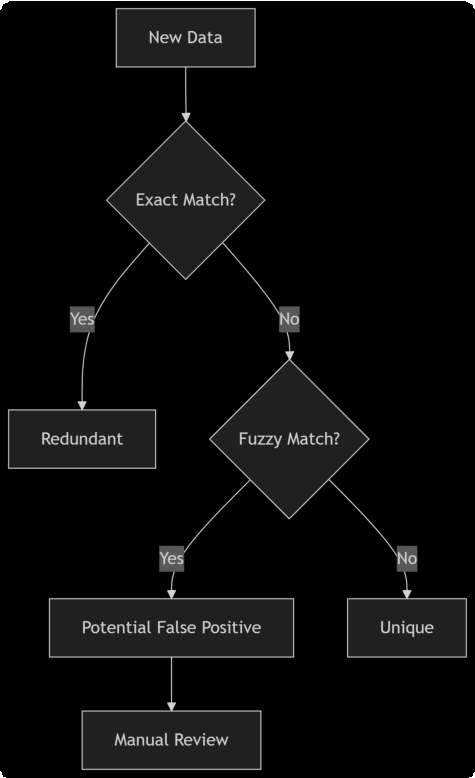 New Data
Exact Match?
Yes
No
Redundant
Fuzzy Match?
Yes
No
Potential False Positive
Unique
Manual Review